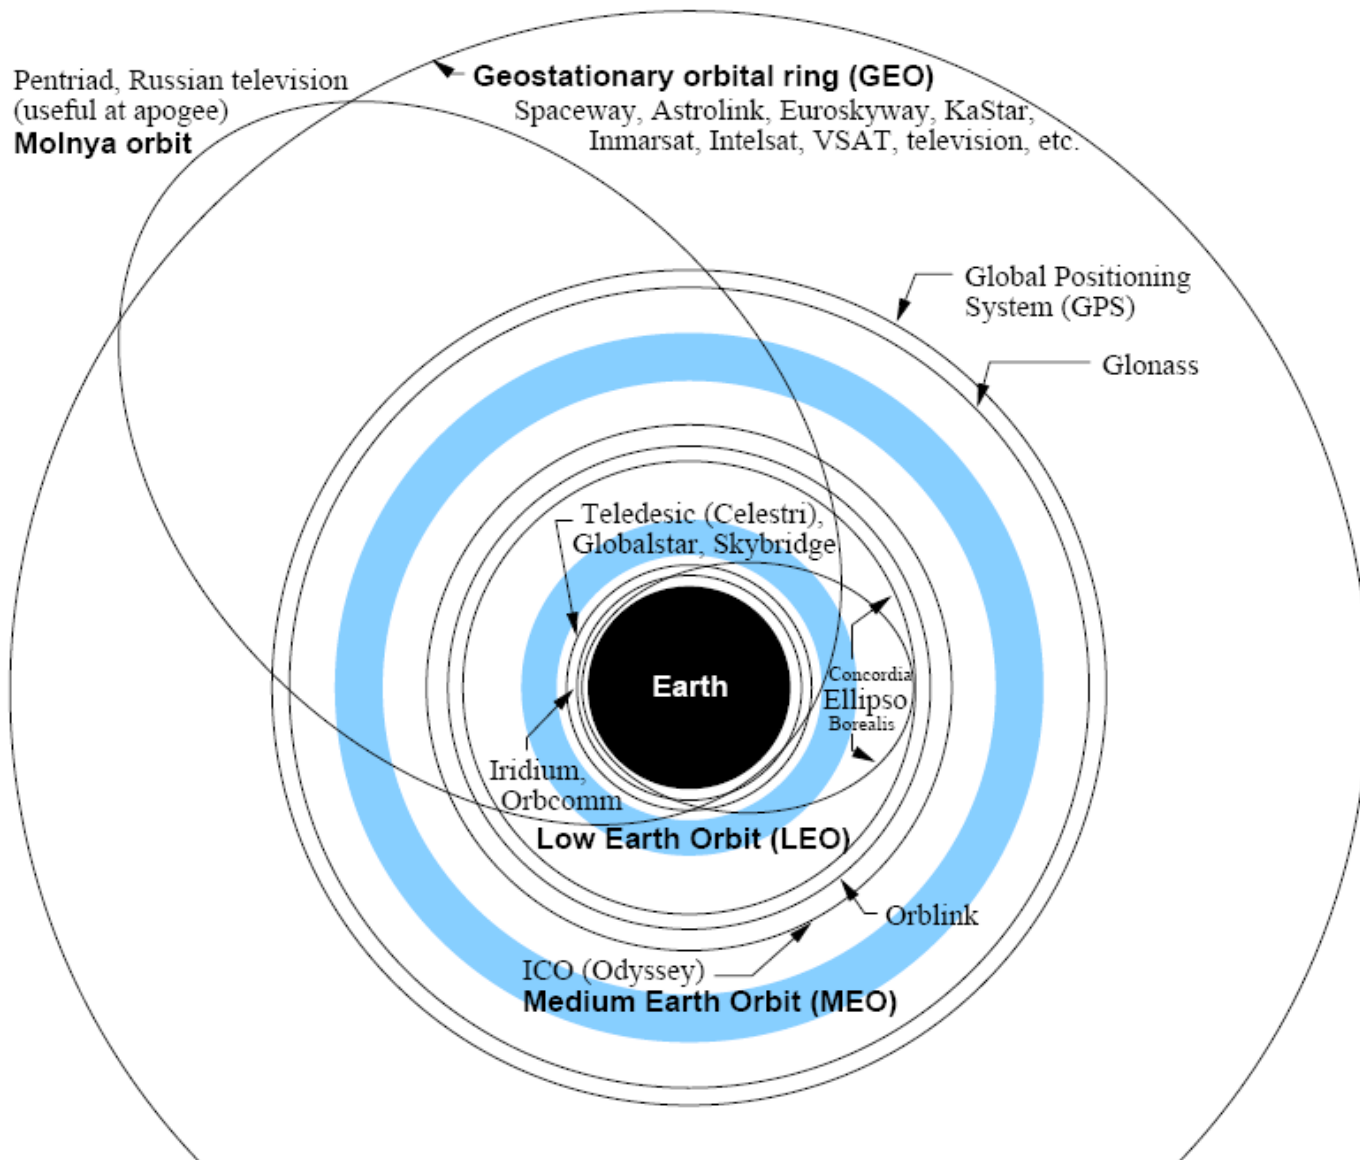 Pentriad, Russian television
(useful at apogee)
Molnya orbit
Geostationary orbital ring (GEO)
Spaceway, Astrolink, Euroskyway, KaStar,
Inmarsat, Intelsat, VSAT, television, etc.
Global Positioning
System (GPS)
Glonass
Teledesic (Celestri),
Globalstar, Skybridge
Earth
Concordia
Ellipso
Borealis
Iridium,
Orbcomm
Low Earth Orbit (LEO)
Orblink
ICO (Odyssey)
Medium Earth Orbit (MEO)